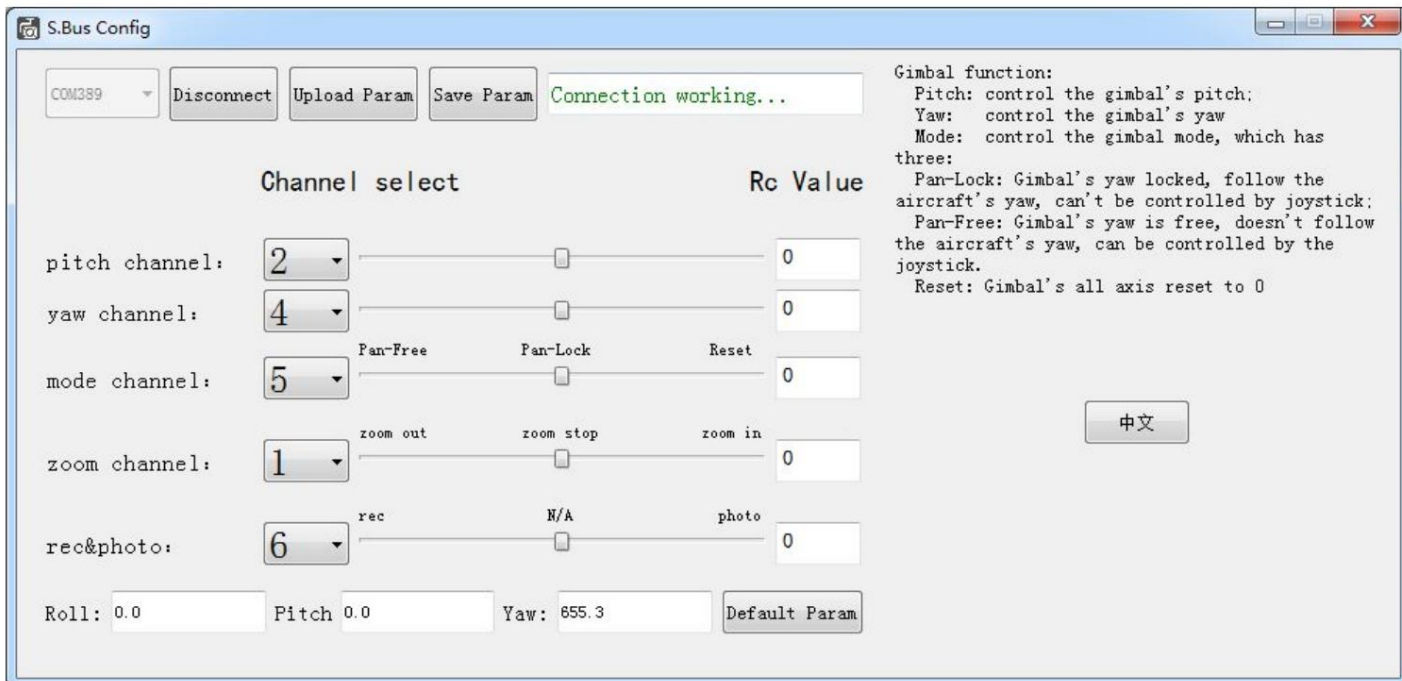 S.Bus Config
COM389 Disconnect Upload Param Save Param Connection working...
Channel select Rc Value
pitch channel: 2 0
yaw channel: 4 0
Pan-Free Pan-Lock Reset
mode channel: 5 0
zoom out zoom stop zoom in
zoom channel: 1 0
rec N/A photo
rec&photo: 6 0
Roll: 0.0 Pitch 0.0 Yaw: 655.3 Default Param
Gimbal function:
Pitch: control the gimbal's pitch;
Yaw: control the gimbal's yaw
Mode: control the gimbal mode, which has
three:
Pan-Lock: Gimbal's yaw locked, follow the
aircraft's yaw, can't be controlled by joystick;
Pan-Free: Gimbal's yaw is free, doesn't follow
the aircraft's yaw, can be controlled by the
joystick.
Reset: Gimbal's all axis reset to 0
中文